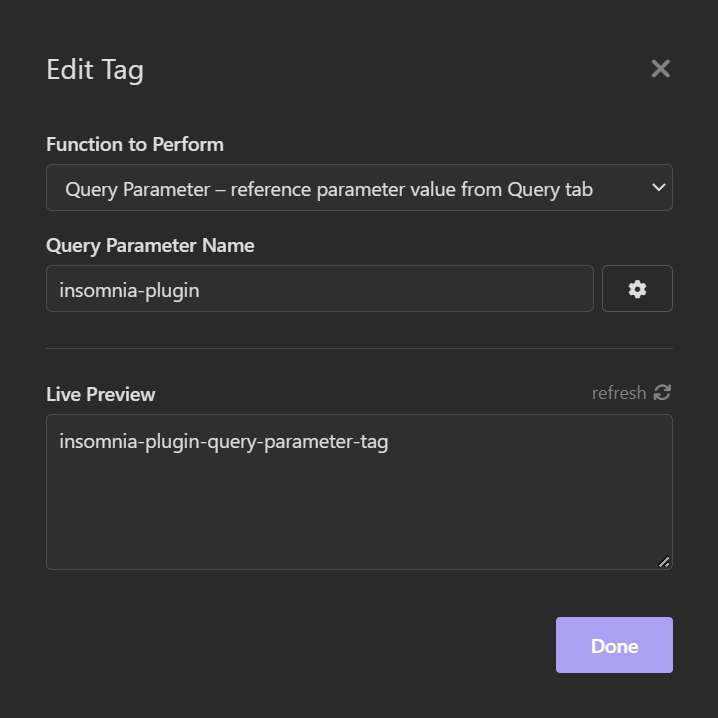 Edit Tag
Function to Perform
Query Parameter – reference parameter value from Query tab
Query Parameter Name
insomnia-plugin
Live Preview
refresh
insomnia-plugin-query-parameter-tag
Done